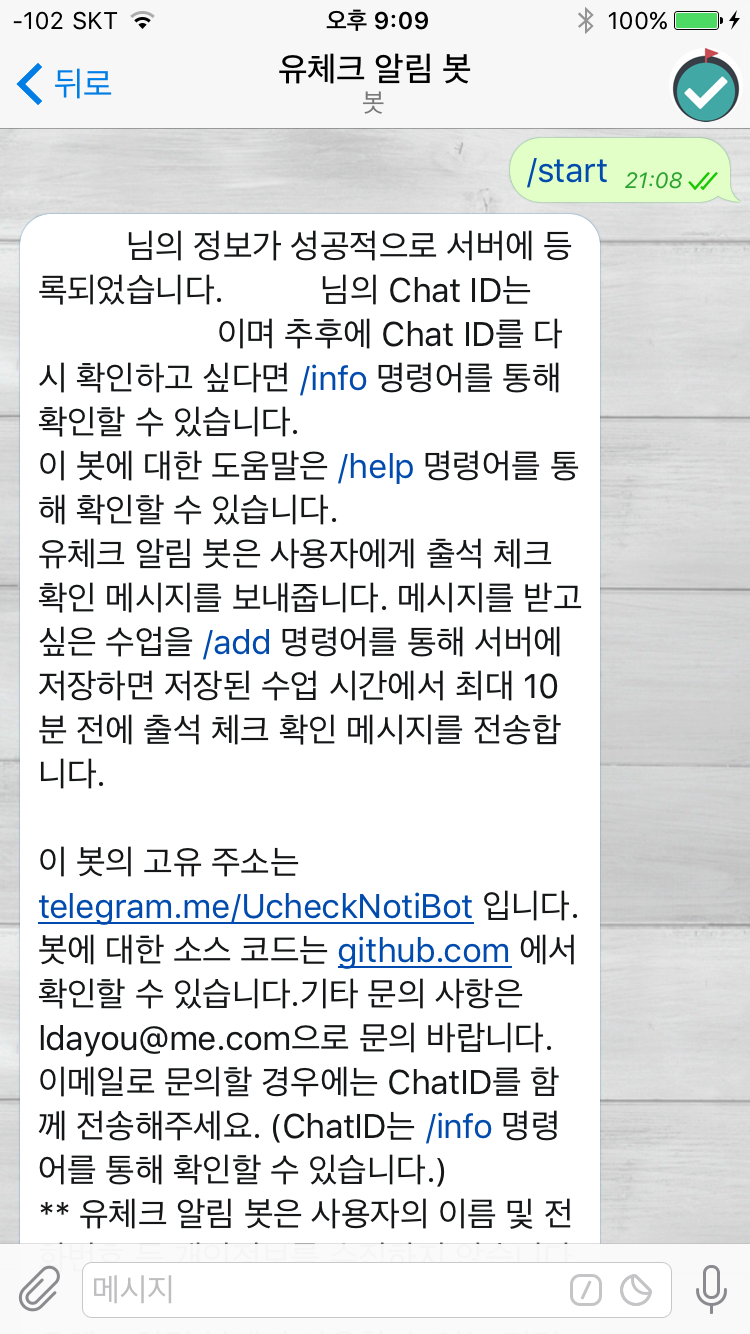 -102 SKT 오후 9:09 100%
뒤로 유체크 알림 봇
봇
/start 21:08
님의 정보가 성공적으로 서버에 등
록되었습니다. 님의 Chat ID는
이며 추후에 Chat ID를 다
시 확인하고 싶다면 /info 명령어를 통해
확인할 수 있습니다.
이 봇에 대한 도움말은 /help 명령어를 통
해 확인할 수 있습니다.
유체크 알림 봇은 사용자에게 출석 체크
확인 메시지를 보내줍니다. 메시지를 받고
싶은 수업을 /add 명령어를 통해 서버에
저장하면 저장된 수업 시간에서 최대 10
분 전에 출석 체크 확인 메시지를 전송합
니다.
이 봇의 고유 주소는
telegram.me/UcheckNotiBot 입니다.
봇에 대한 소스 코드는 github.com 에서
확인할 수 있습니다.기타 문의 사항은
ldayou@me.com으로 문의 바랍니다.
이메일로 문의할 경우에는 ChatID를 함
께 전송해주세요. (ChatID는 /info 명령
어를 통해 확인할 수 있습니다.)
** 유체크 알림 봇은 사용자의 이름 및 전
메시지